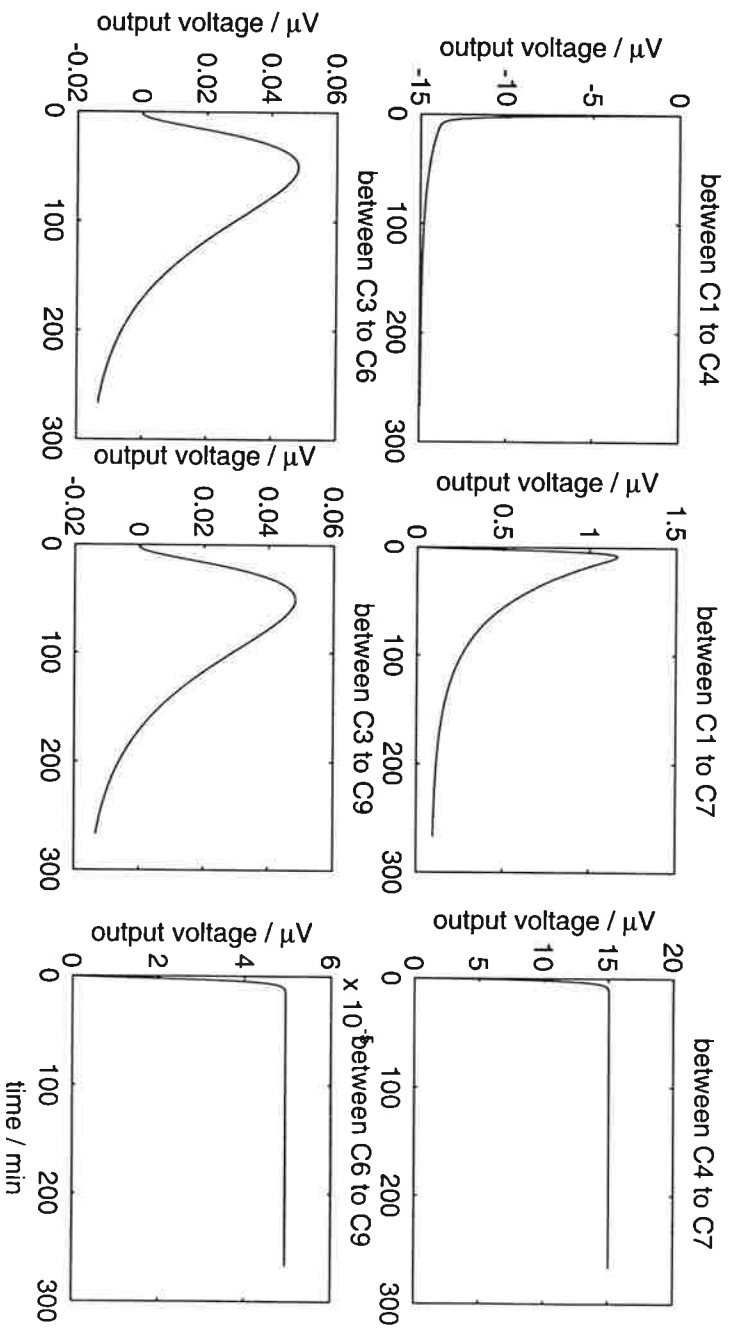 between C1 to C4
output voltage / μV
0
-5
-10
-15
0 100 200 300
between C1 to C7
output voltage / μV
1.5
1
0.5
0
0 100 200 300
between C4 to C7
output voltage / μV
20
15
10
5
0
0 100 200 300
between C3 to C6
output voltage / μV
0.06
0.04
0.02
0
-0.02
0 100 200 300
between C3 to C9
output voltage / μV
0.06
0.04
0.02
0
-0.02
0 100 200 300
x 10⁻⁵
between C6 to C9
output voltage / μV
6
4
2
0
0 100 200 300
time / min